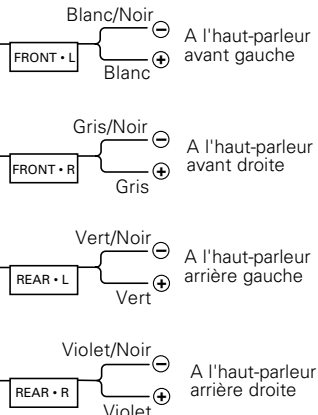 Blanc/Noir
FRONT • L
Blanc
A l'haut-parleur
avant gauche
Gris/Noir
FRONT • R
Gris
A l'haut-parleur
avant droite
Vert/Noir
REAR • L
Vert
A l'haut-parleur
arrière gauche
Violet/Noir
REAR • R
Violet
A l'haut-parleur
arrière droite